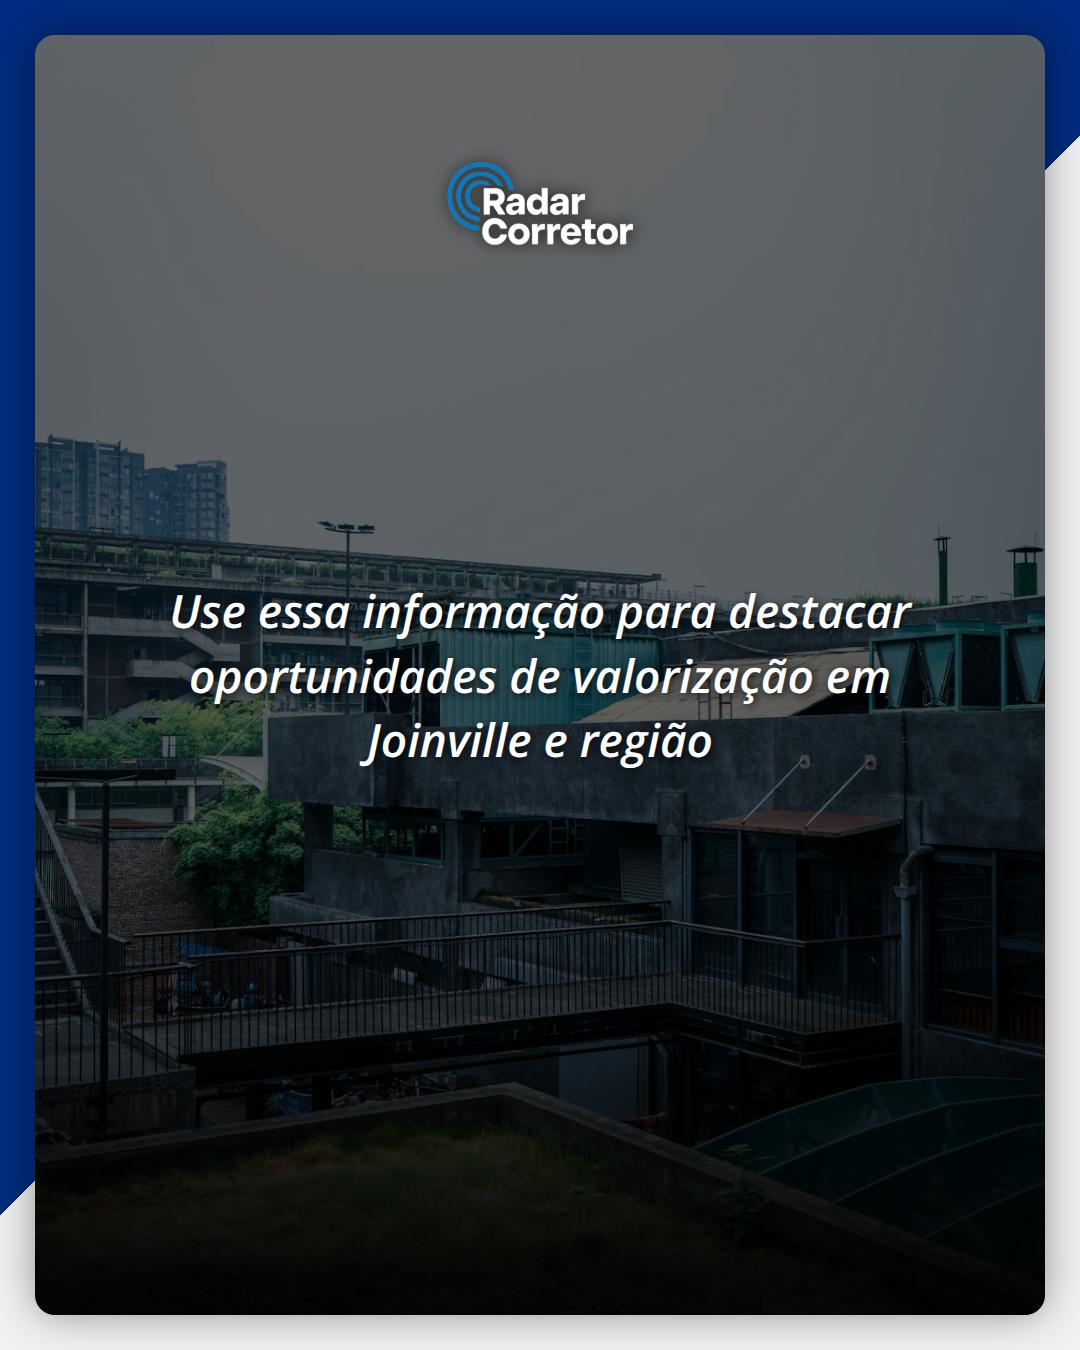 Radar
Corretor
Use essa informação para destacar
oportunidades de valorização em
Joinville e região